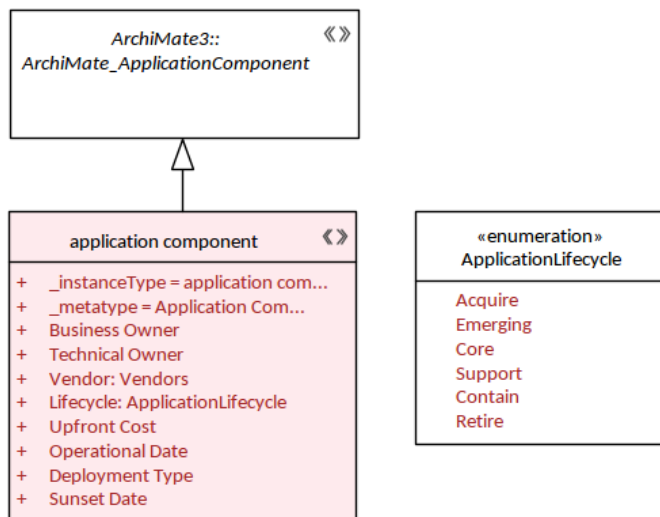 ArchiMate3::
ArchiMate_ApplicationComponent
«»
application component
«»
+ _instanceType = application com...
+ _metatype = Application Com...
+ Business Owner
+ Technical Owner
+ Vendor: Vendors
+ Lifecycle: ApplicationLifecycle
+ Upfront Cost
+ Operational Date
+ Deployment Type
+ Sunset Date
«enumeration»
ApplicationLifecycle
Acquire
Emerging
Core
Support
Contain
Retire